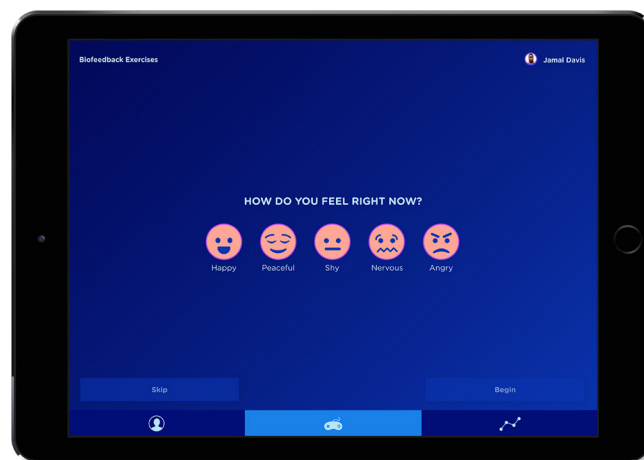 Biofeedback Exercises
Jamal Davis
HOW DO YOU FEEL RIGHT NOW?
Happy Peaceful Shy Nervous Angry
Skip Begin